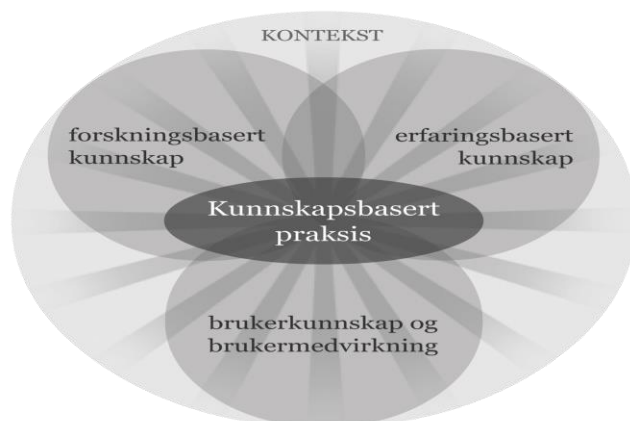 KONTEKST
forskningsbasert
kunnskap
erfaringsbasert
kunnskap
Kunnskapsbasert
praksis
brukerkunnskap og
brukermedvirkning